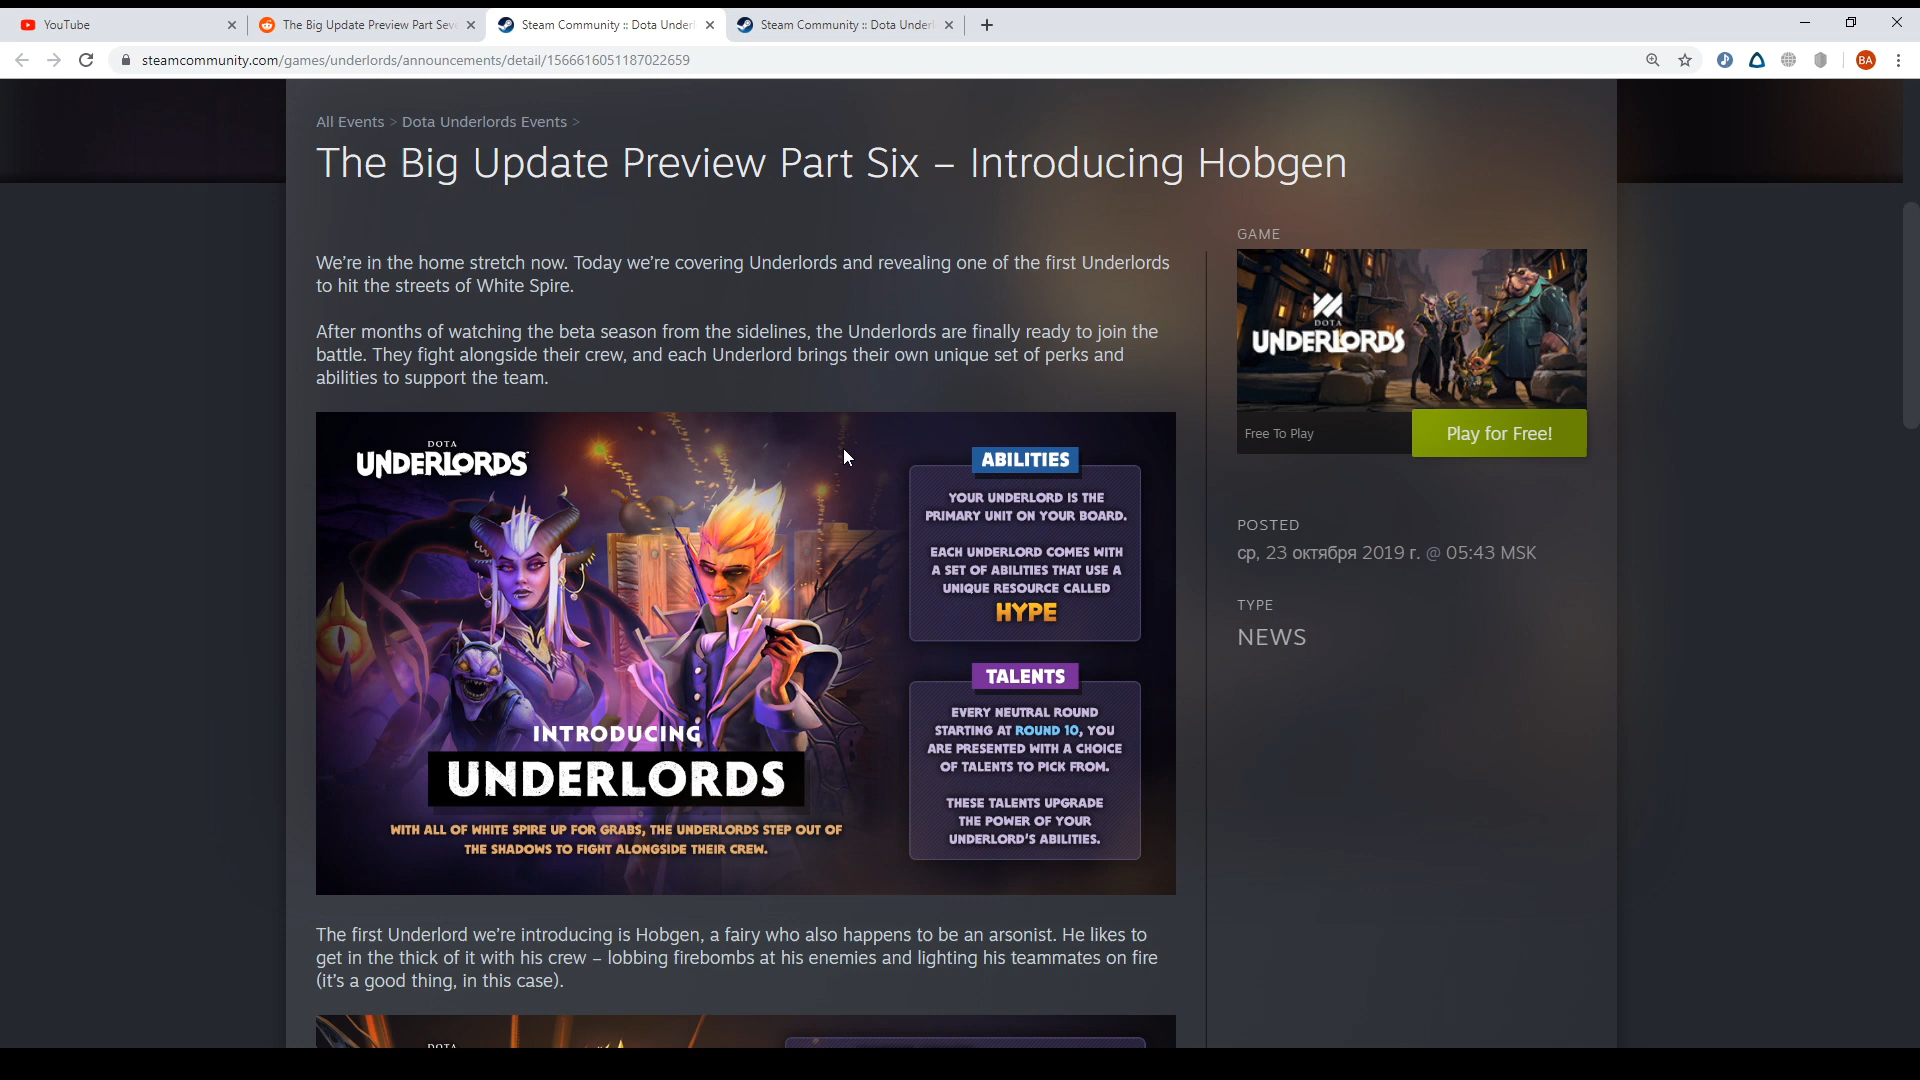 YouTube
The Big Update Preview Part Seve
Steam Community :: Dota Underl
Steam Community :: Dota Underl
steamcommunity.com/games/underlords/announcements/detail/1566616051187022659
BA
All Events > Dota Underlords Events >
The Big Update Preview Part Six – Introducing Hobgen
We're in the home stretch now. Today we're covering Underlords and revealing one of the first Underlords
to hit the streets of White Spire.
After months of watching the beta season from the sidelines, the Underlords are finally ready to join the
battle. They fight alongside their crew, and each Underlord brings their own unique set of perks and
abilities to support the team.
DOTA
UNDERLORDS
INTRODUCING
UNDERLORDS
WITH ALL OF WHITE SPIRE UP FOR GRABS, THE UNDERLORDS STEP OUT OF
THE SHADOWS TO FIGHT ALONGSIDE THEIR CREW.
ABILITIES
YOUR UNDERLORD IS THE
PRIMARY UNIT ON YOUR BOARD.
EACH UNDERLORD COMES WITH
A SET OF ABILITIES THAT USE A
UNIQUE RESOURCE CALLED
HYPE
TALENTS
EVERY NEUTRAL ROUND
STARTING AT ROUND 10, YOU
ARE PRESENTED WITH A CHOICE
OF TALENTS TO PICK FROM.
THESE TALENTS UPGRADE
THE POWER OF YOUR
UNDERLORD'S ABILITIES.
The first Underlord we're introducing is Hobgen, a fairy who also happens to be an arsonist. He likes to
get in the thick of it with his crew – lobbing firebombs at his enemies and lighting his teammates on fire
(it's a good thing, in this case).
DOTA
GAME
DOTA
UNDERLORDS
Free To Play
Play for Free!
POSTED
ср, 23 октября 2019 г. @ 05:43 MSK
TYPE
NEWS